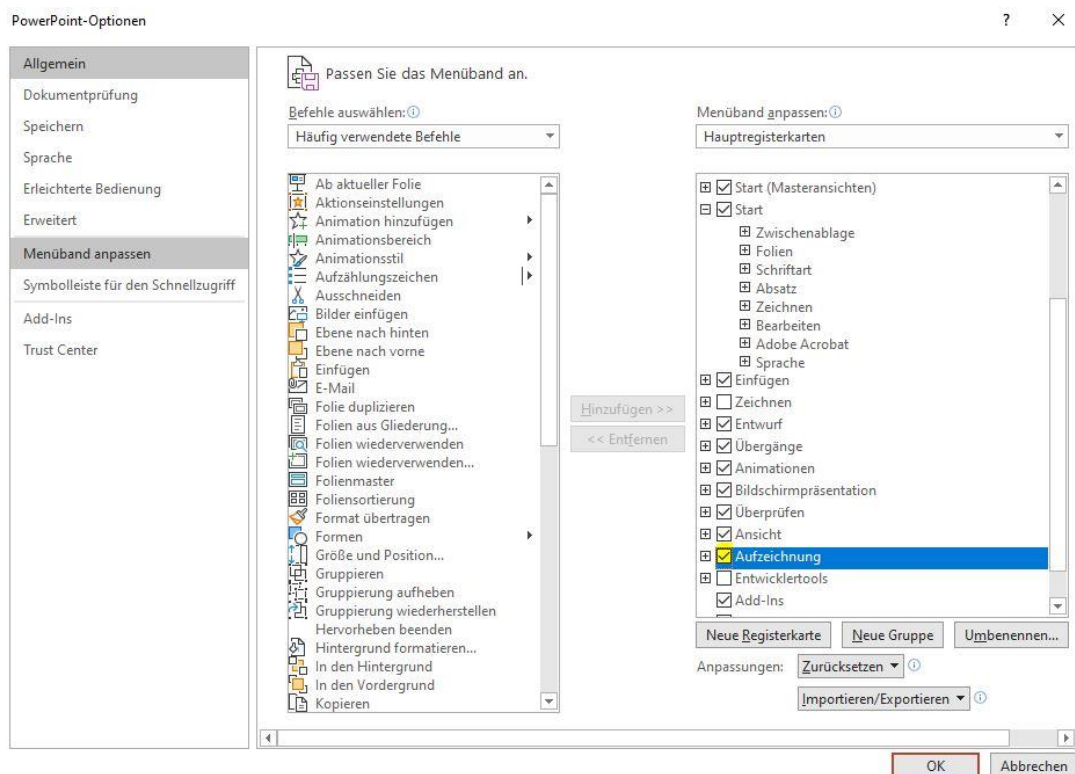 PowerPoint-Optionen
Allgemein
Dokumentprüfung
Speichern
Sprache
Erleichterte Bedienung
Erweitert
Menüband anpassen
Symbolleiste für den Schnellzugriff
Add-Ins
Trust Center
Passen Sie das Menüband an.
Befehle auswählen:
Häufig verwendete Befehle
Ab aktueller Folie
Aktionseinstellungen
Animation hinzufügen
Animationsbereich
Animationsstil
Aufzählungszeichen
Ausschneiden
Bilder einfügen
Ebene nach hinten
Ebene nach vorne
Einfügen
E-Mail
Folie duplizieren
Folien aus Gliederung...
Folien wiederverwenden
Folien wiederverwenden...
Folienmaster
Foliensortierung
Format übertragen
Formen
Größe und Position...
Gruppieren
Gruppierung aufheben
Gruppierung wiederherstellen
Hervorheben beenden
Hintergrund formatieren...
In den Hintergrund
In den Vordergrund
Kopieren
Hinzufügen >>
<< Entfernen
Menüband anpassen:
Hauptregisterkarten
Start (Masteransichten)
Start
Zwischenablage
Folien
Schriftart
Absatz
Zeichnen
Bearbeiten
Adobe Acrobat
Sprache
Einfügen
Zeichnen
Entwurf
Übergänge
Animationen
Bildschirmpräsentation
Überprüfen
Ansicht
Aufzeichnung
Entwicklertools
Add-Ins
Neue Registerkarte
Neue Gruppe
Umbenennen...
Anpassungen:
Zurücksetzen
Importieren/Exportieren
OK
Abbrechen